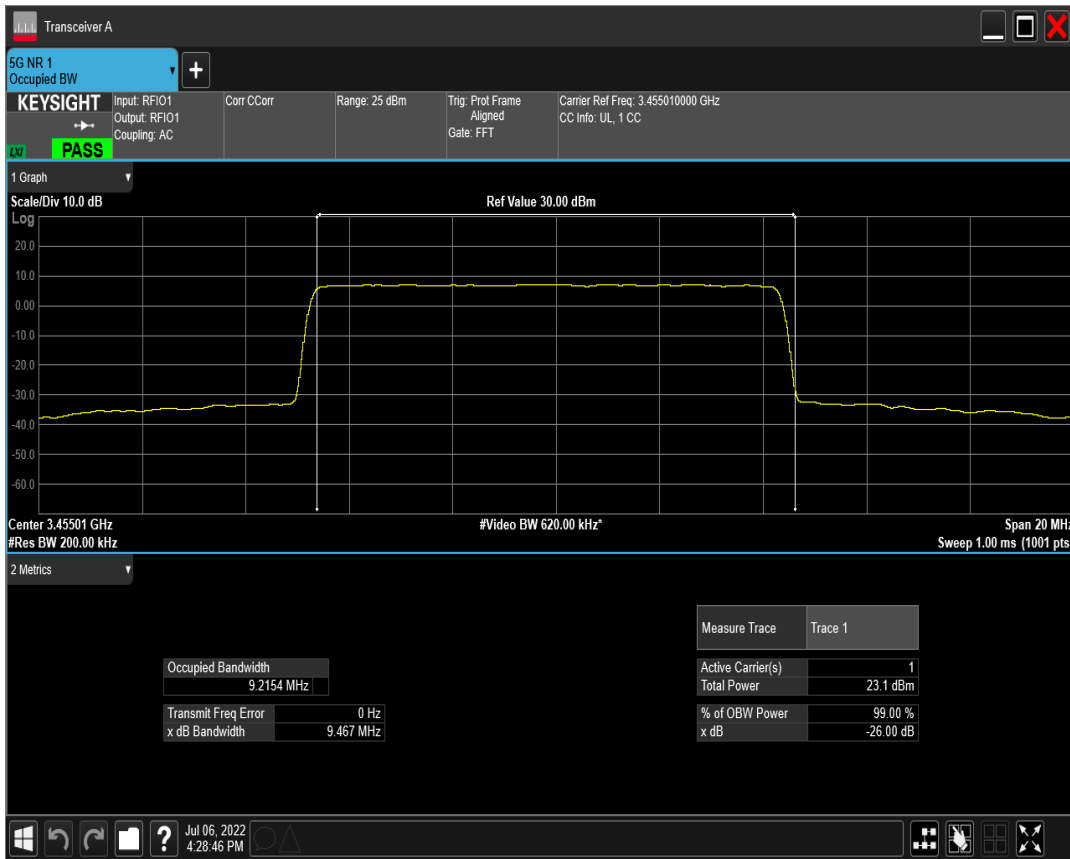 Transceiver A
5G NR 1
Occupied BW
KEYSIGHT
LXI
PASS
Input: RFIO1
Output: RFIO1
Coupling: AC
Corr CCorr
Range: 25 dBm
Trig: Prot Frame
Aligned
Gate: FFT
Carrier Ref Freq: 3.455010000 GHz
CC Info: UL, 1 CC
1 Graph
Scale/Div 10.0 dB
Ref Value 30.00 dBm
Log
20.0
10.0
0.00
-10.0
-20.0
-30.0
-40.0
-50.0
-60.0
Center 3.45501 GHz
#Video BW 620.00 kHz*
Span 20 MHz
#Res BW 200.00 kHz
Sweep 1.00 ms (1001 pts
2 Metrics
Measure Trace Trace 1
Occupied Bandwidth
9.2154 MHz
Active Carrier(s) 1
Total Power 23.1 dBm
Transmit Freq Error 0 Hz
x dB Bandwidth 9.467 MHz
% of OBW Power 99.00 %
x dB -26.00 dB
Jul 06, 2022
4:28:46 PM